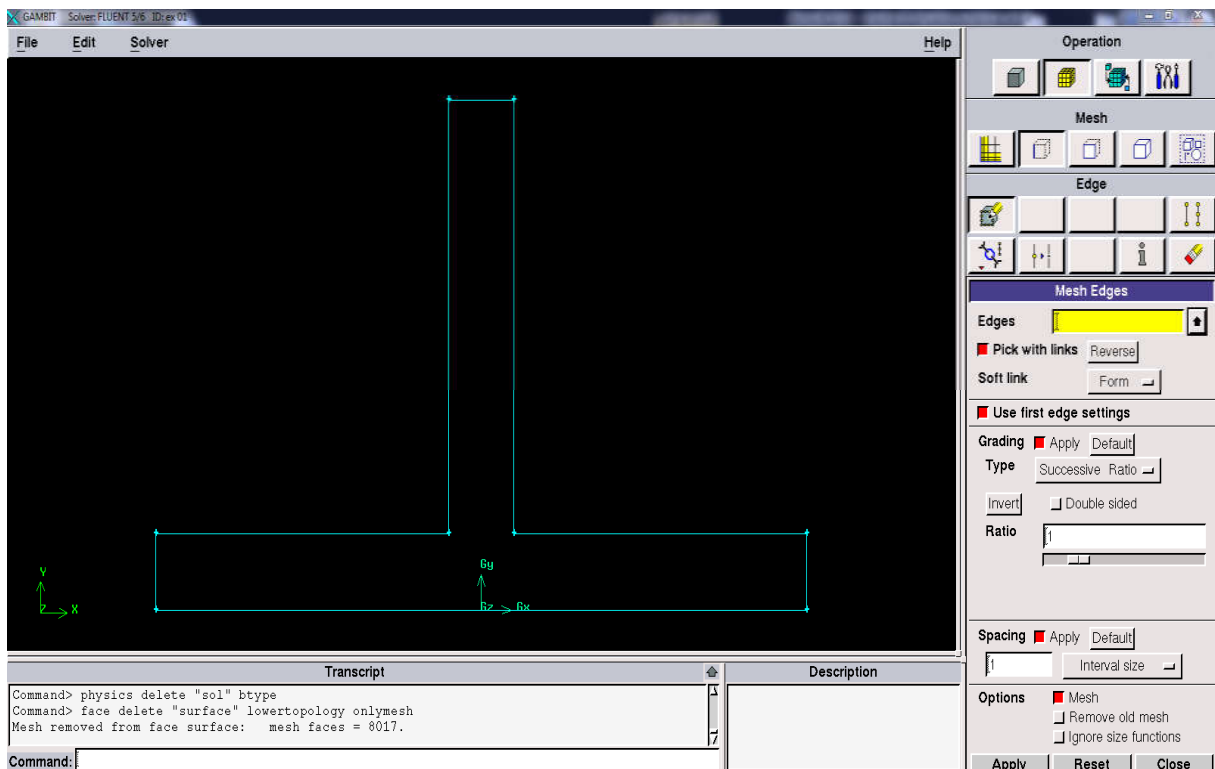 GAMBIT Solver: FLUENT 5/6 ID: ex 01
File Edit Solver Help
Operation
Mesh
Edge
Mesh Edges
Edges
Pick with links Reverse
Soft link Form
Use first edge settings
Grading Apply Default
Type Successive Ratio
Invert Double sided
Ratio 1
Gy
Gz Gx
Y
Z X
Spacing Apply Default
1 Interval size
Options Mesh
Remove old mesh
Ignore size functions
Apply Reset Close
Transcript
Command> physics delete "sol" btype
Command> face delete "surface" lowertopology onlymesh
Mesh removed from face surface: mesh faces = 8017.
Command:
Description